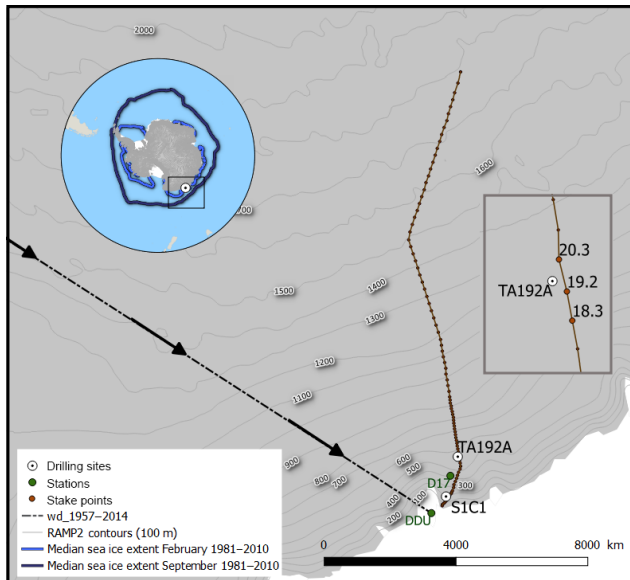 2000
1600
700
20.3
19.2
TA192A
18.3
1500
1400
1300
1200
1100
TA192A
900
800
700
600
500
D17
300
S1C1
200
DDU
Drilling sites
Stations
Stake points
wd_1957–2014
RAMP2 contours (100 m)
Median sea ice extent February 1981–2010
Median sea ice extent September 1981–2010
0
4000
8000 km